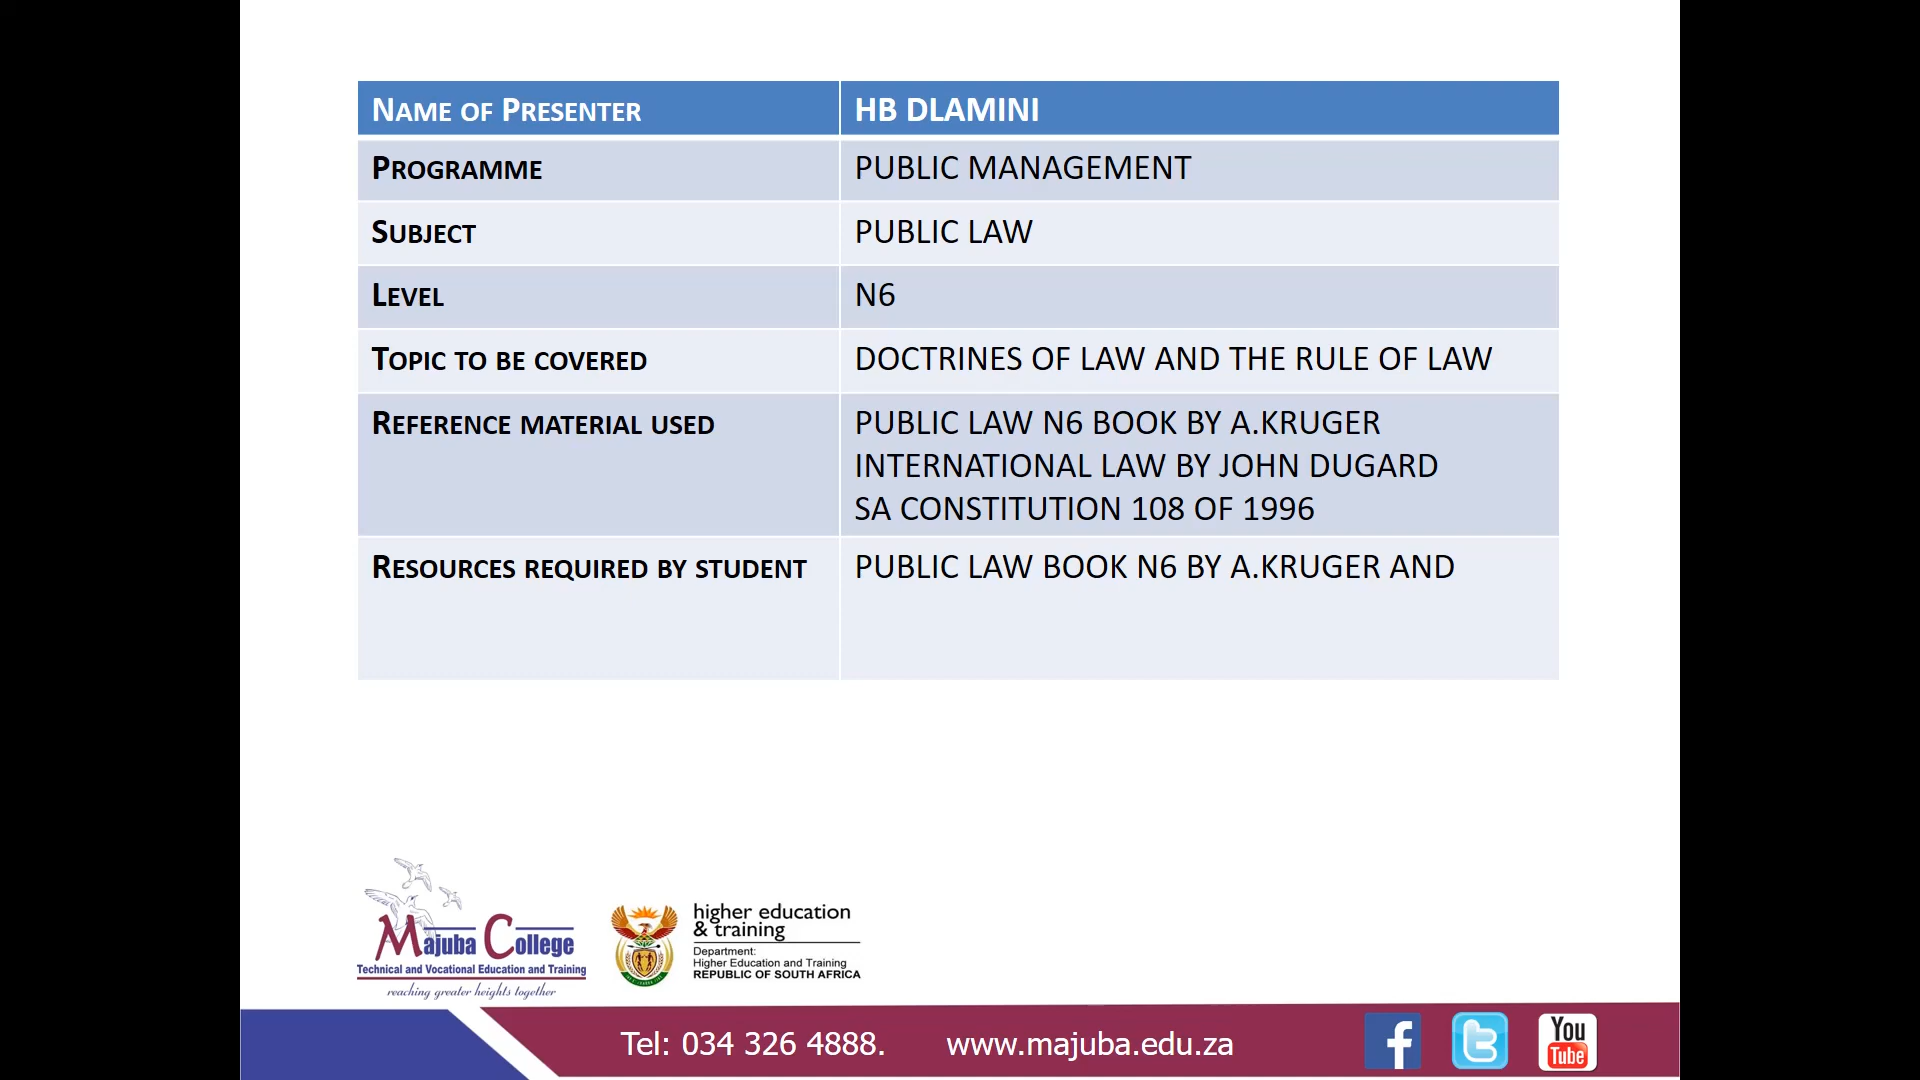 NAME OF PRESENTER HB DLAMINI
PROGRAMME PUBLIC MANAGEMENT
SUBJECT PUBLIC LAW
LEVEL N6
TOPIC TO BE COVERED DOCTRINES OF LAW AND THE RULE OF LAW
REFERENCE MATERIAL USED PUBLIC LAW N6 BOOK BY A.KRUGER
INTERNATIONAL LAW BY JOHN DUGARD
SA CONSTITUTION 108 OF 1996
RESOURCES REQUIRED BY STUDENT PUBLIC LAW BOOK N6 BY A.KRUGER AND
Majuba College
Technical and Vocational Education and Training
reaching greater heights together
higher education
& training
Department:
Higher Education and Training
REPUBLIC OF SOUTH AFRICA
Tel: 034 326 4888. www.majuba.edu.za
You
Tube